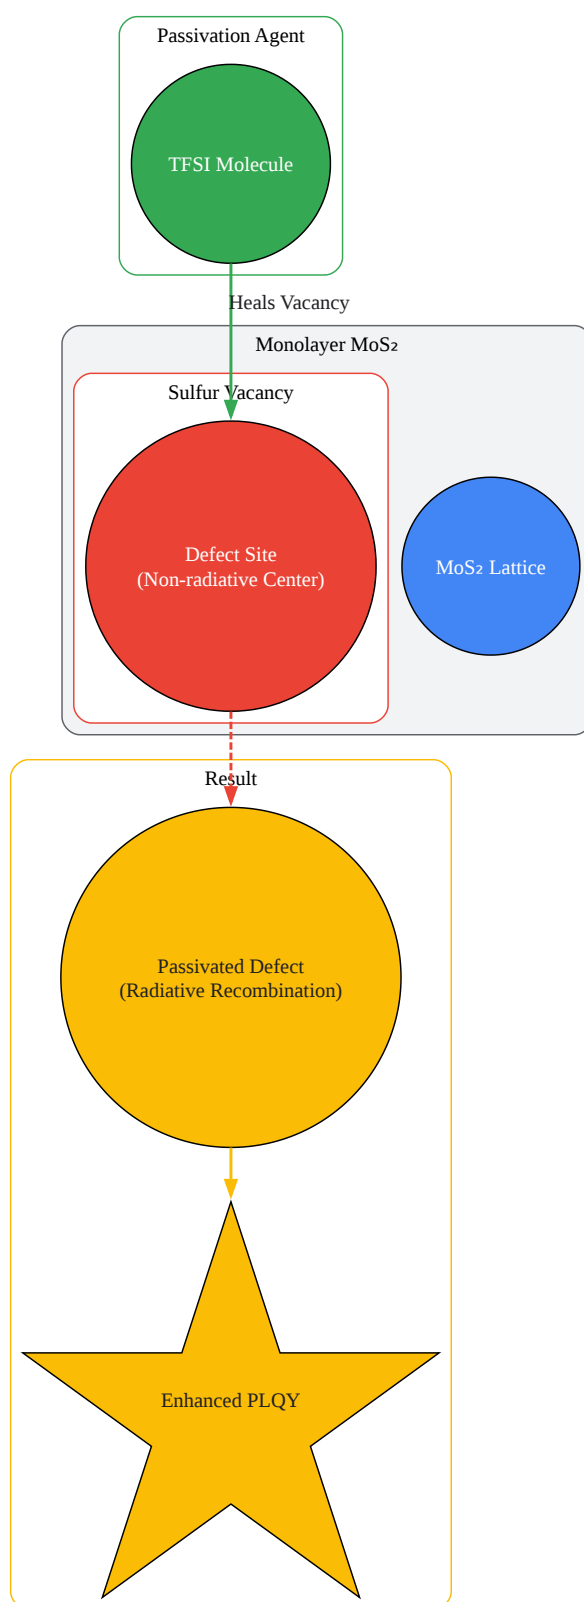 Passivation Agent
TFSI Molecule
Heals Vacancy
Monolayer MoS₂
Sulfur Vacancy
Defect Site
(Non-radiative Center)
MoS₂ Lattice
Result
Passivated Defect
(Radiative Recombination)
Enhanced PLQY